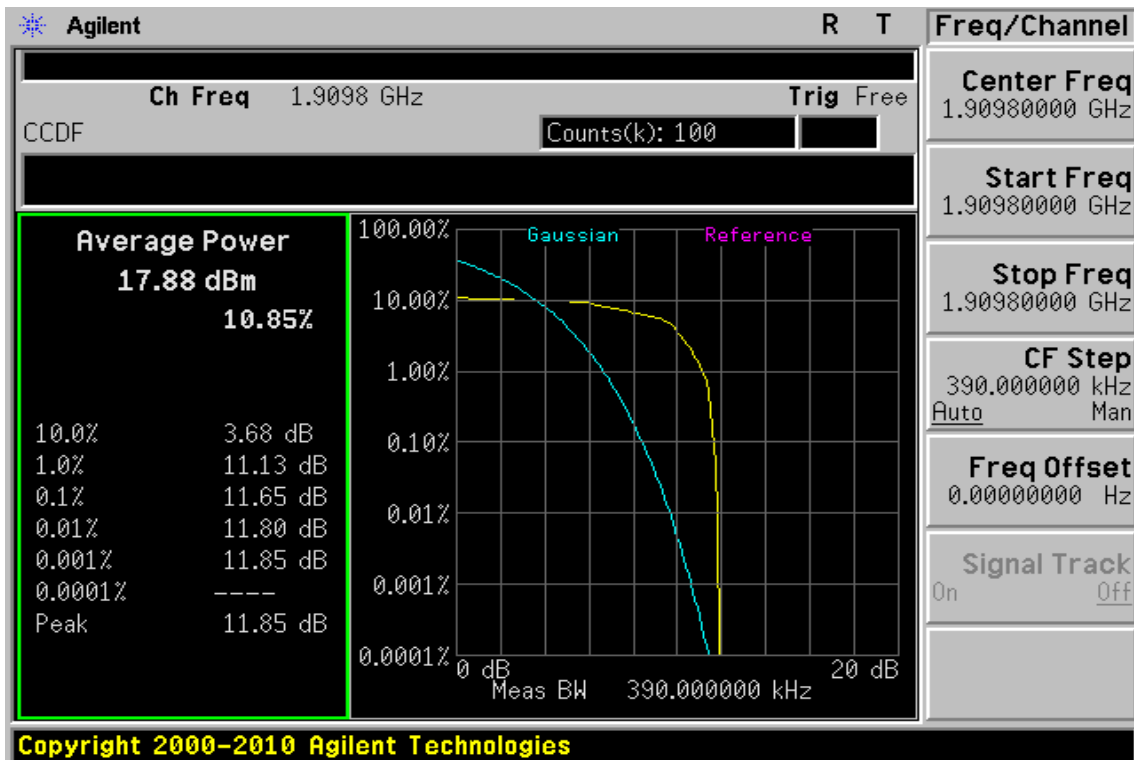 Agilent R T
Ch Freq 1.9098 GHz Trig Free
CCDF Counts(k): 100
Average Power
17.88 dBm
10.85%
10.0% 3.68 dB
1.0% 11.13 dB
0.1% 11.65 dB
0.01% 11.80 dB
0.001% 11.85 dB
0.0001% ----
Peak 11.85 dB
Gaussian Reference
100.00%
10.00%
1.00%
0.10%
0.01%
0.001%
0.0001%
0 dB 20 dB
Meas BW 390.000000 kHz
Freq/Channel
Center Freq
1.90980000 GHz
Start Freq
1.90980000 GHz
Stop Freq
1.90980000 GHz
CF Step
390.000000 kHz
Auto Man
Freq Offset
0.00000000 Hz
Signal Track
On Off
Copyright 2000-2010 Agilent Technologies